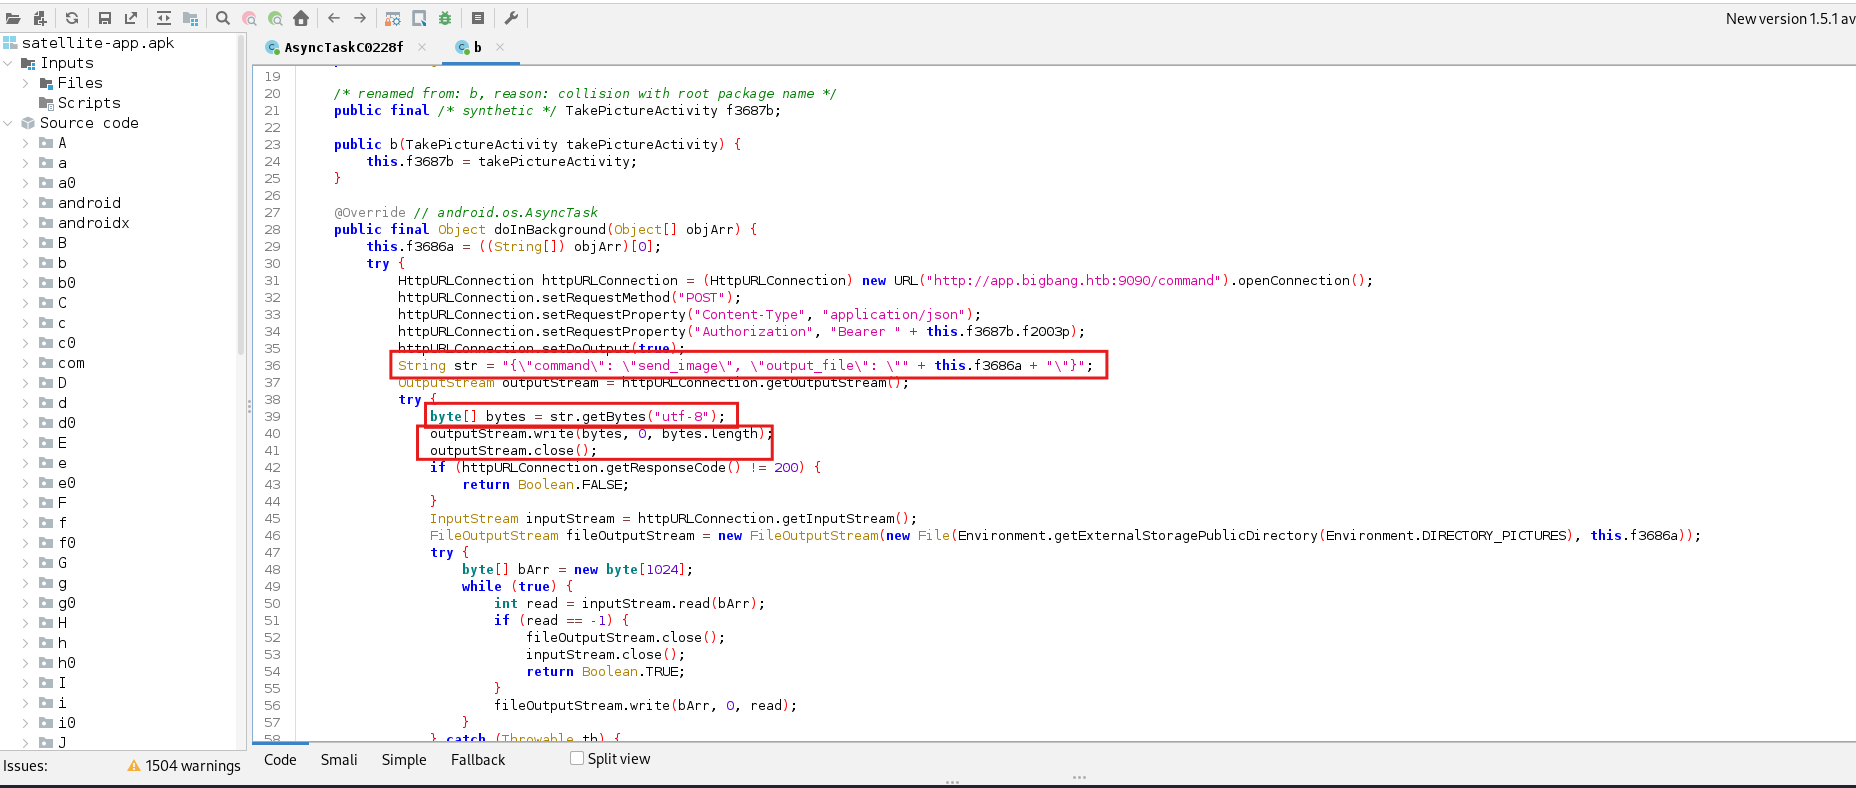 New version 1.5.1 av
satellite-app.apk
Inputs
Files
Scripts
Source code
A
a
a0
android
androidx
B
b
b0
C
c
c0
com
D
d
d0
E
e
e0
F
f
f0
G
g
g0
H
h
h0
I
i
i0
J
Issues:
1504 warnings
AsyncTaskC0228f ×
b ×
19
20 /* renamed from: b, reason: collision with root package name */
21 public final /* synthetic */ TakePictureActivity f3687b;
22
23 public b(TakePictureActivity takePictureActivity) {
24 this.f3687b = takePictureActivity;
25 }
26
27 @Override // android.os.AsyncTask
28 public final Object doInBackground(Object[] objArr) {
29 this.f3686a = ((String[]) objArr)[0];
30 try {
31 HttpURLConnection httpURLConnection = (HttpURLConnection) new URL("http://app.bigbang.htb:9090/command").openConnection();
32 httpURLConnection.setRequestMethod("POST");
33 httpURLConnection.setRequestProperty("Content-Type", "application/json");
34 httpURLConnection.setRequestProperty("Authorization", "Bearer " + this.f3687b.f2003p);
35 httpURLConnection.setDoOutput(true);
36 String str = "{\"command\": \"send_image\", \"output_file\": \"" + this.f3686a + "\"}";
37 OutputStream outputStream = httpURLConnection.getOutputStream();
38 try {
39 byte[] bytes = str.getBytes("utf-8");
40 outputStream.write(bytes, 0, bytes.length);
41 outputStream.close();
42 if (httpURLConnection.getResponseCode() != 200) {
43 return Boolean.FALSE;
44 }
45 InputStream inputStream = httpURLConnection.getInputStream();
46 FileOutputStream fileOutputStream = new FileOutputStream(new File(Environment.getExternalStoragePublicDirectory(Environment.DIRECTORY_PICTURES), this.f3686a));
47 try {
48 byte[] bArr = new byte[1024];
49 while (true) {
50 int read = inputStream.read(bArr);
51 if (read == -1) {
52 fileOutputStream.close();
53 inputStream.close();
54 return Boolean.TRUE;
55 }
56 fileOutputStream.write(bArr, 0, read);
57 }
58 } catch (Throwable th) {
Code Smali Simple Fallback Split view